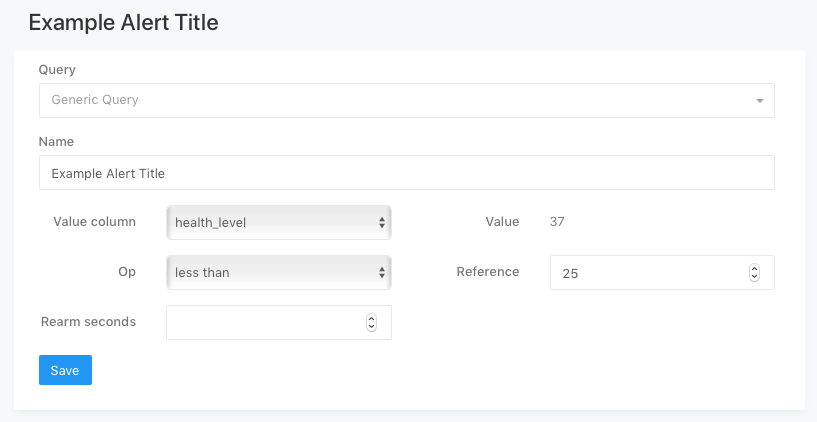 Example Alert Title
Query
Generic Query
Name
Example Alert Title
Value column health_level Value 37
Op less than Reference 25
Rearm seconds
Save